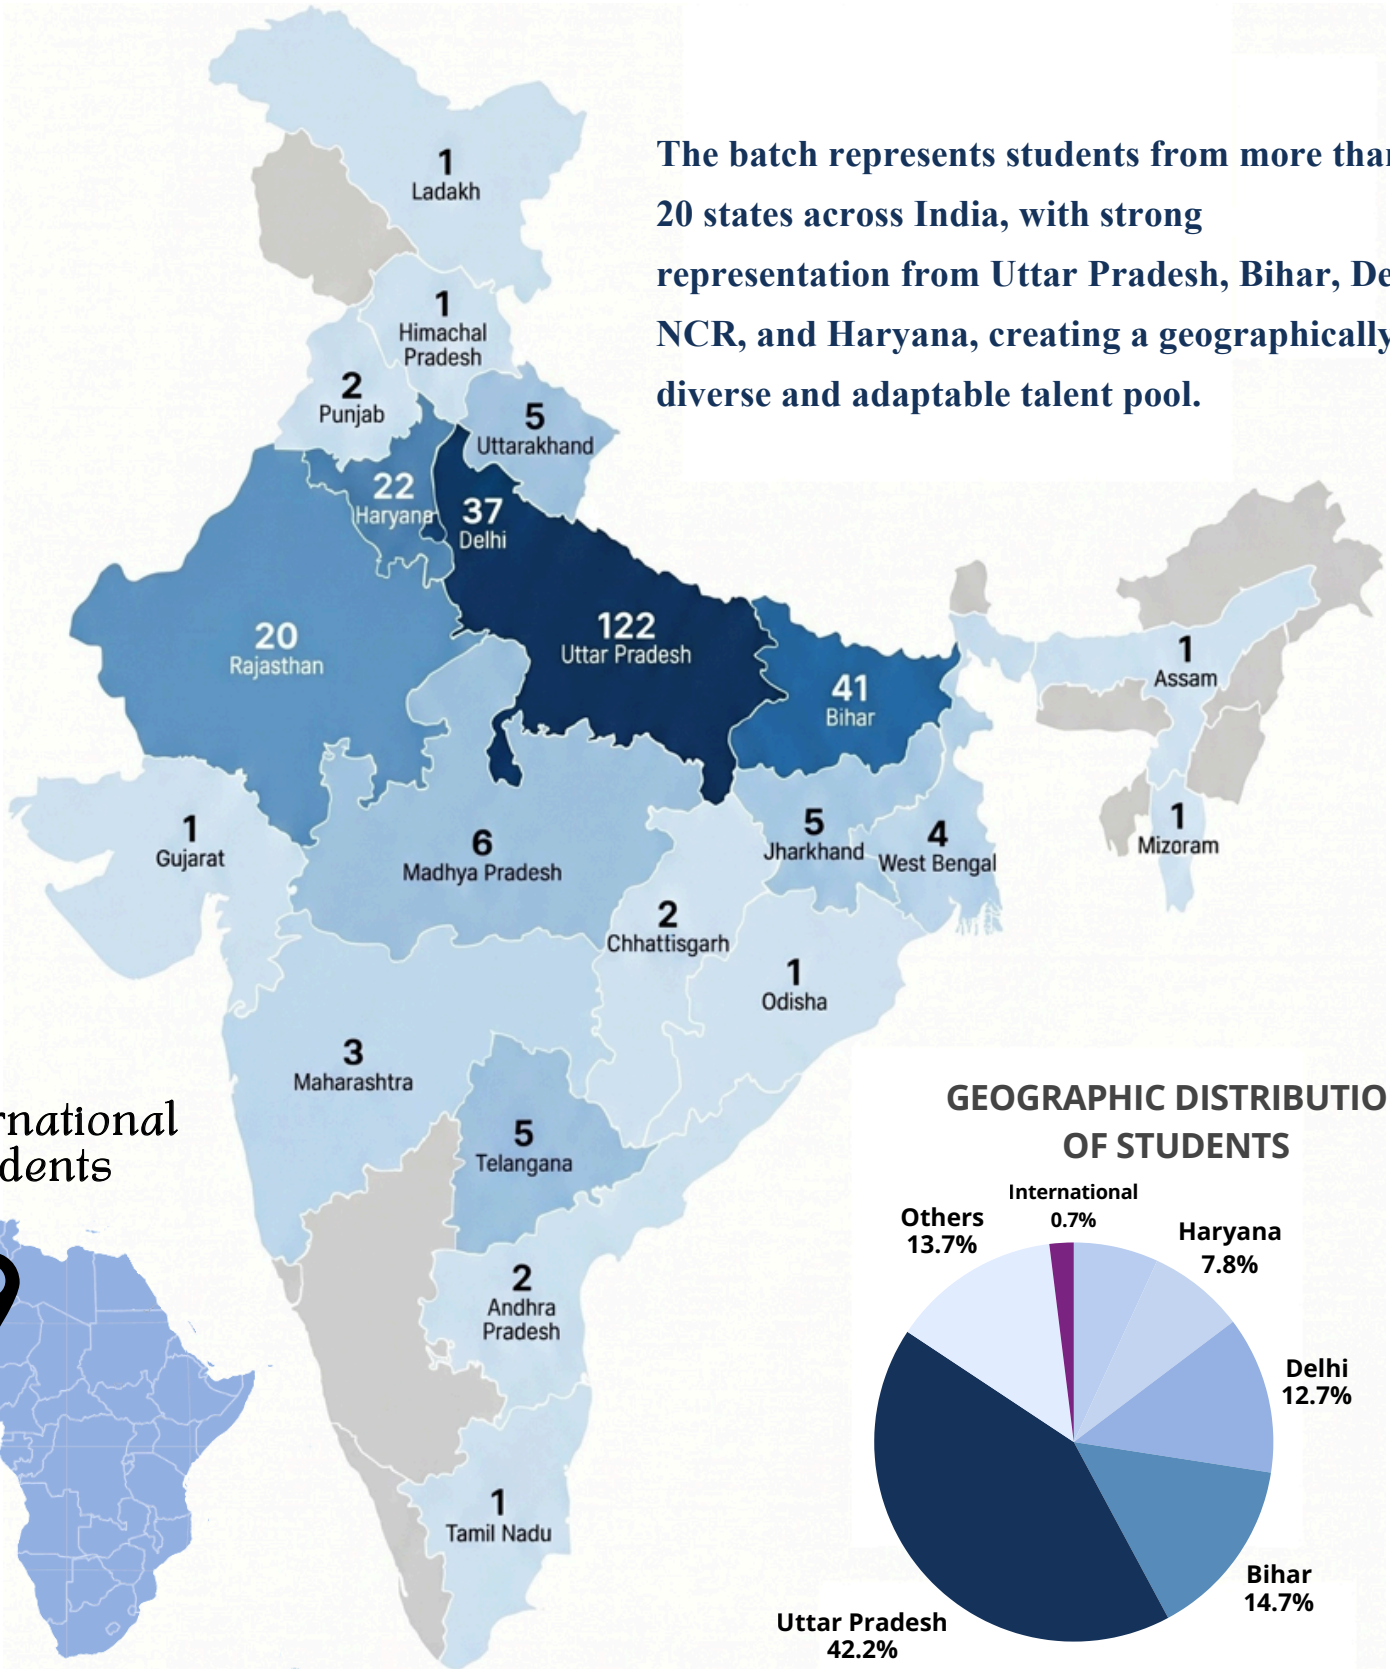 The batch represents students from more than
20 states across India, with strong
representation from Uttar Pradesh, Bihar, De
NCR, and Haryana, creating a geographically
diverse and adaptable talent pool.
1
Ladakh
1
Himachal
Pradesh
2
Punjab
5
Uttarakhand
22
Haryana
37
Delhi
20
Rajasthan
122
Uttar Pradesh
41
Bihar
1
Assam
1
Gujarat
6
Madhya Pradesh
5
Jharkhand
4
West Bengal
1
Mizoram
2
Chhattisgarh
1
Odisha
3
Maharashtra
5
Telangana
2
Andhra
Pradesh
1
Tamil Nadu
rnational
dents
GEOGRAPHIC DISTRIBUTIO
OF STUDENTS
International
0.7%
Others
13.7%
Haryana
7.8%
Delhi
12.7%
Bihar
14.7%
Uttar Pradesh
42.2%